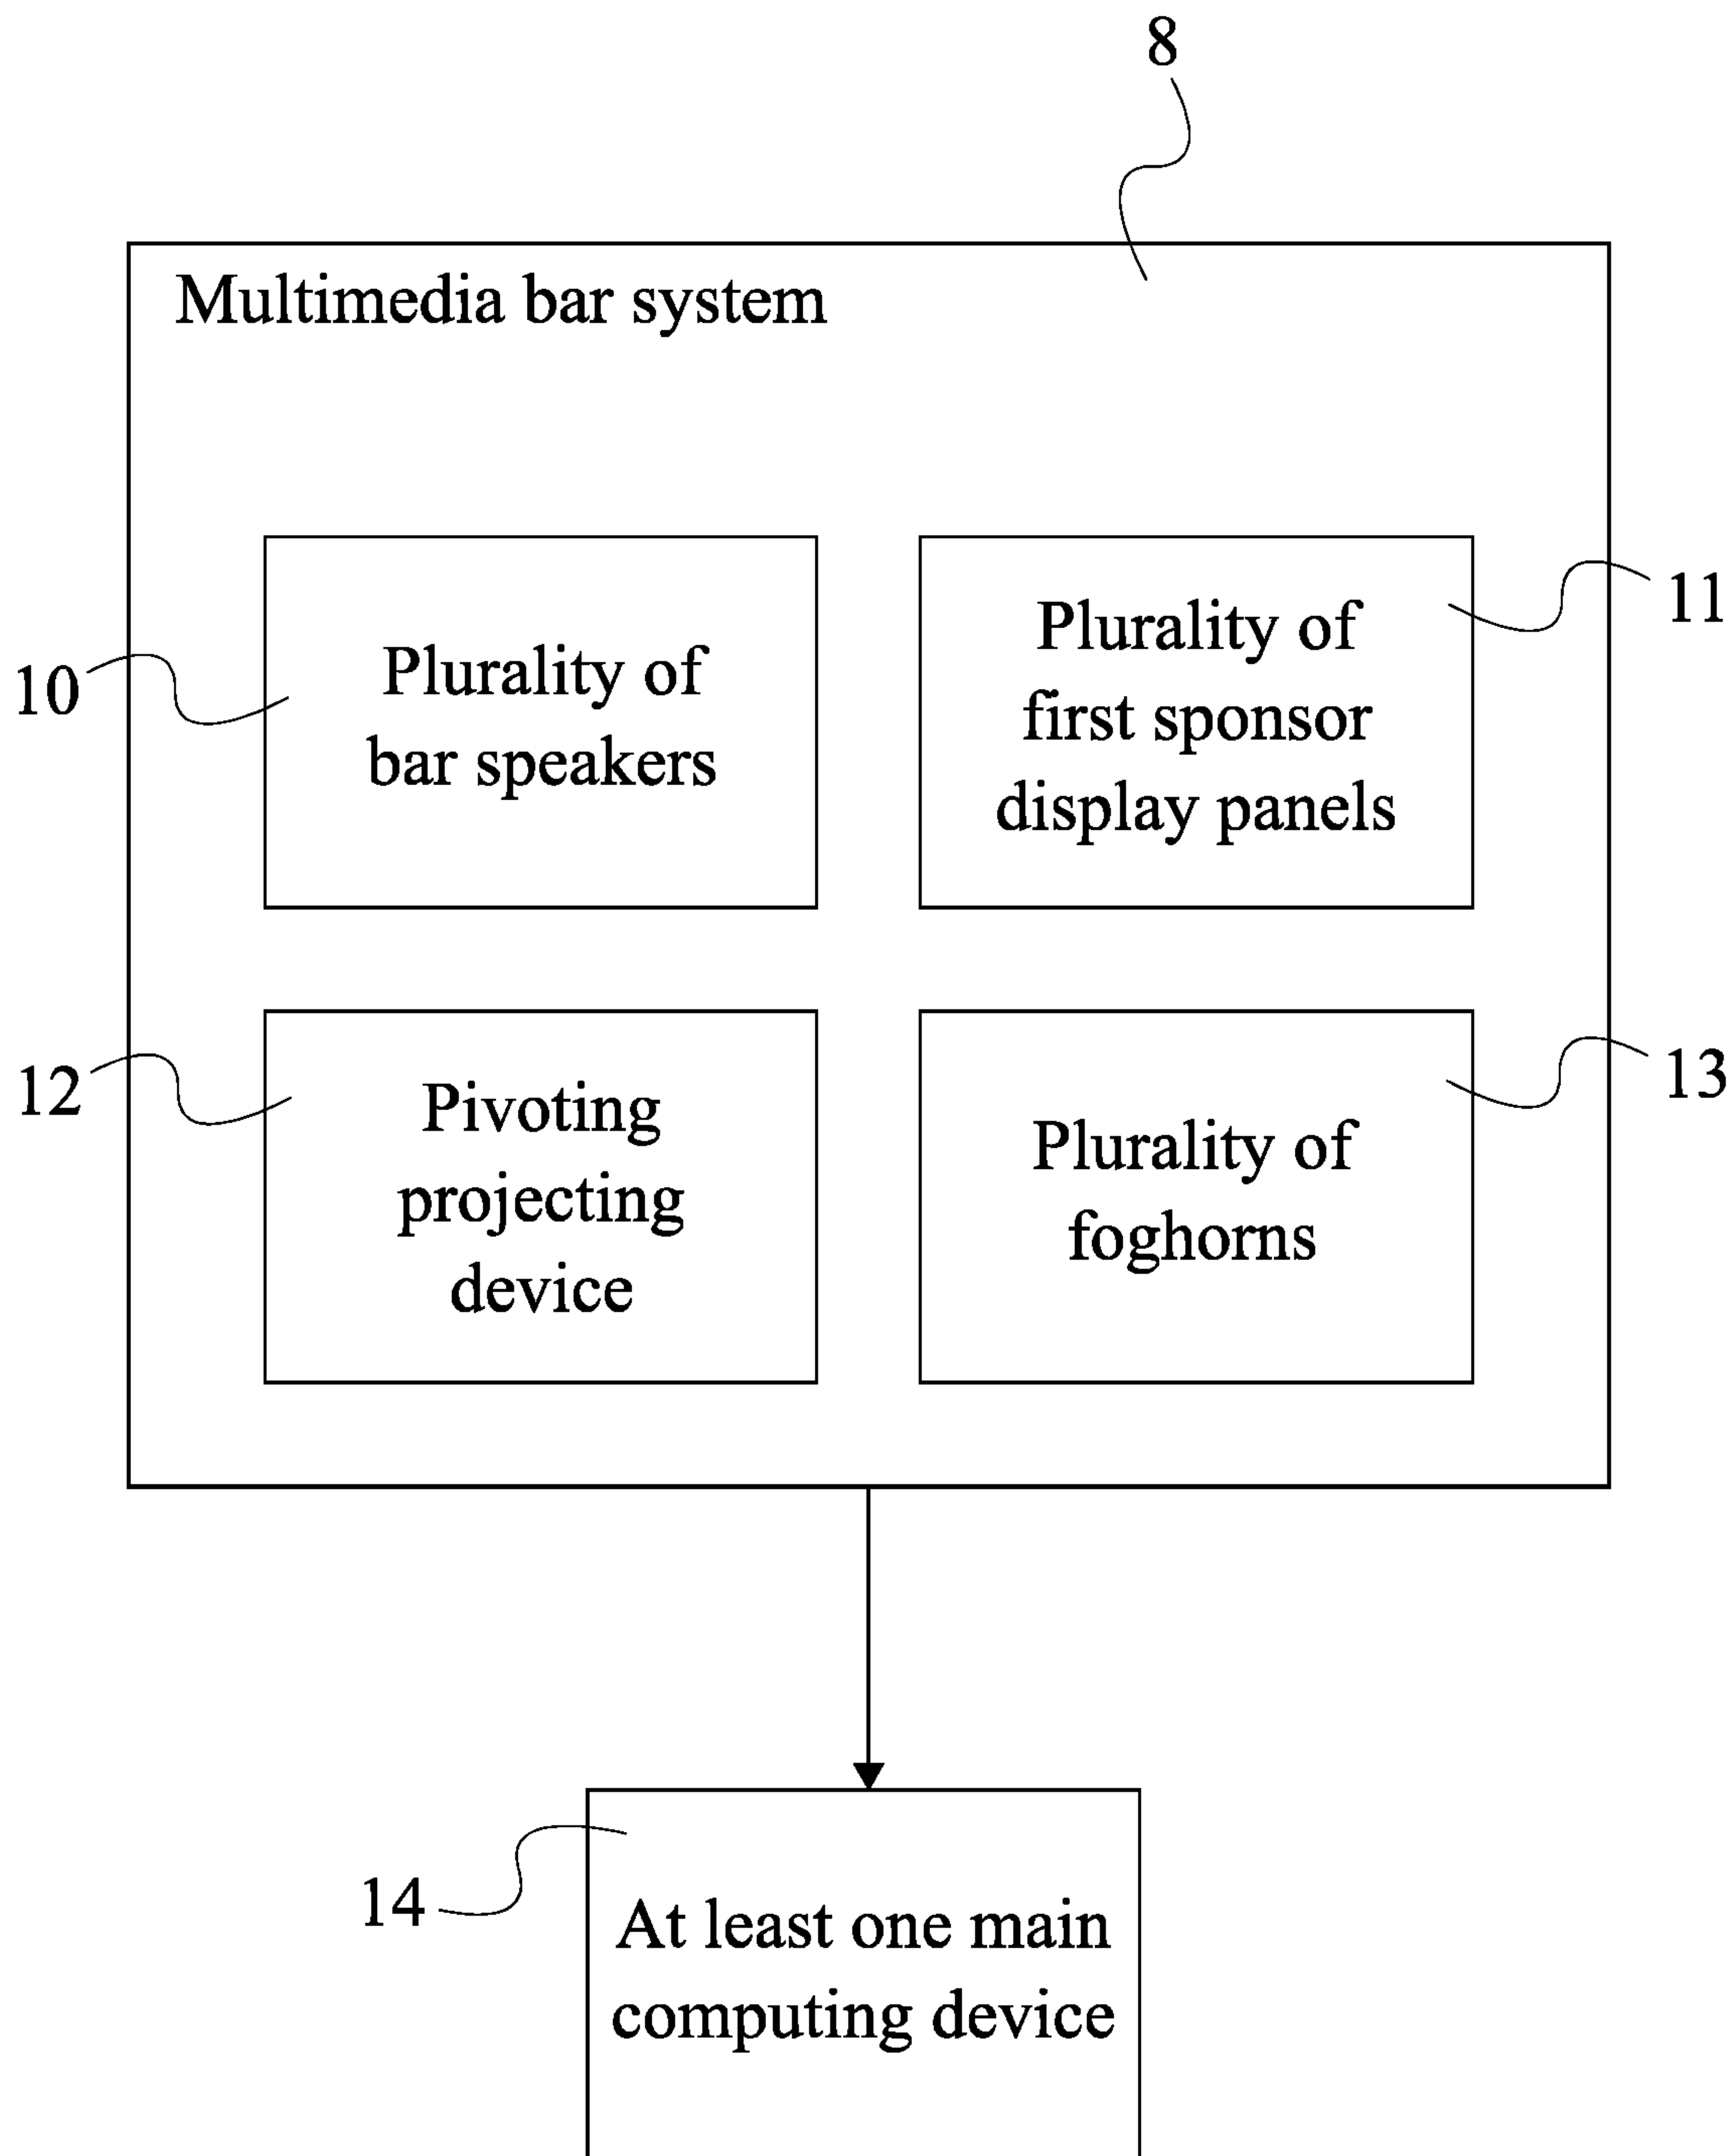 8
Multimedia bar system
10
Plurality of
bar speakers
Plurality of
first sponsor
display panels
11
12
Pivoting
projecting
device
Plurality of
foghorns
13
14
At least one main
computing device